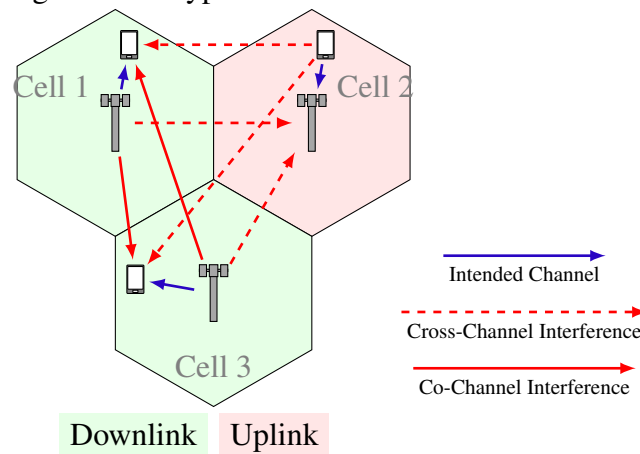 Cell 1
Cell 2
Intended Channel
Cross-Channel Interference
Cell 3
Co-Channel Interference
Downlink Uplink